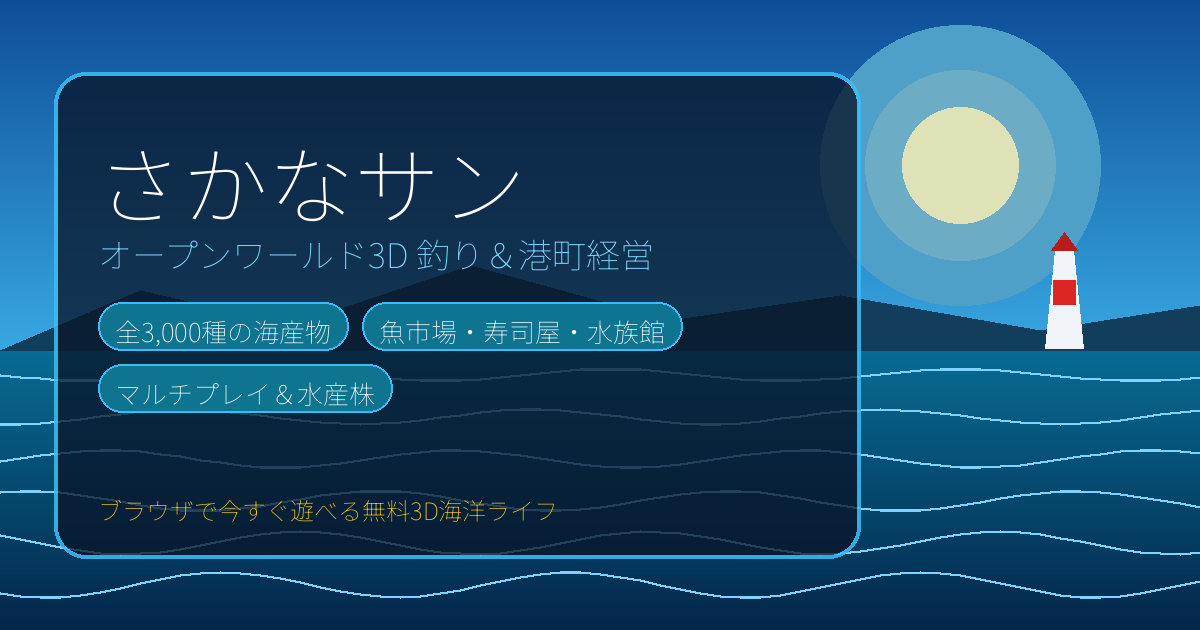 さかなサン
オープンワールド3D 釣り＆港町経営
全3,000種の海産物
魚市場・寿司屋・水族館
マルチプレイ＆水産株
ブラウザで今すぐ遊べる無料3D海洋ライフ